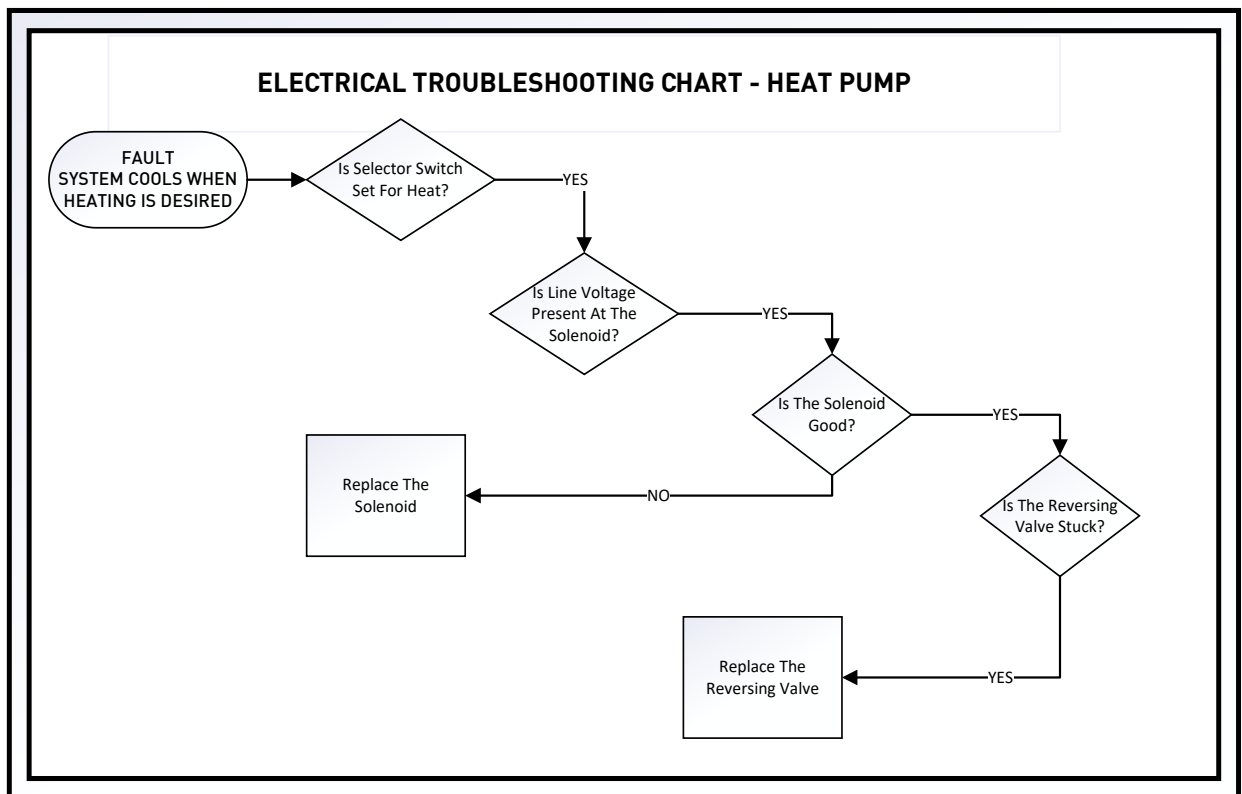 ELECTRICAL TROUBLESHOOTING CHART - HEAT PUMP
FAULT
SYSTEM COOLS WHEN
HEATING IS DESIRED
Is Selector Switch
Set For Heat?
YES
Is Line Voltage
Present At The
Solenoid?
YES
Is The Solenoid
Good?
YES
Replace The
Solenoid
NO
Is The Reversing
Valve Stuck?
Replace The
Reversing Valve
YES